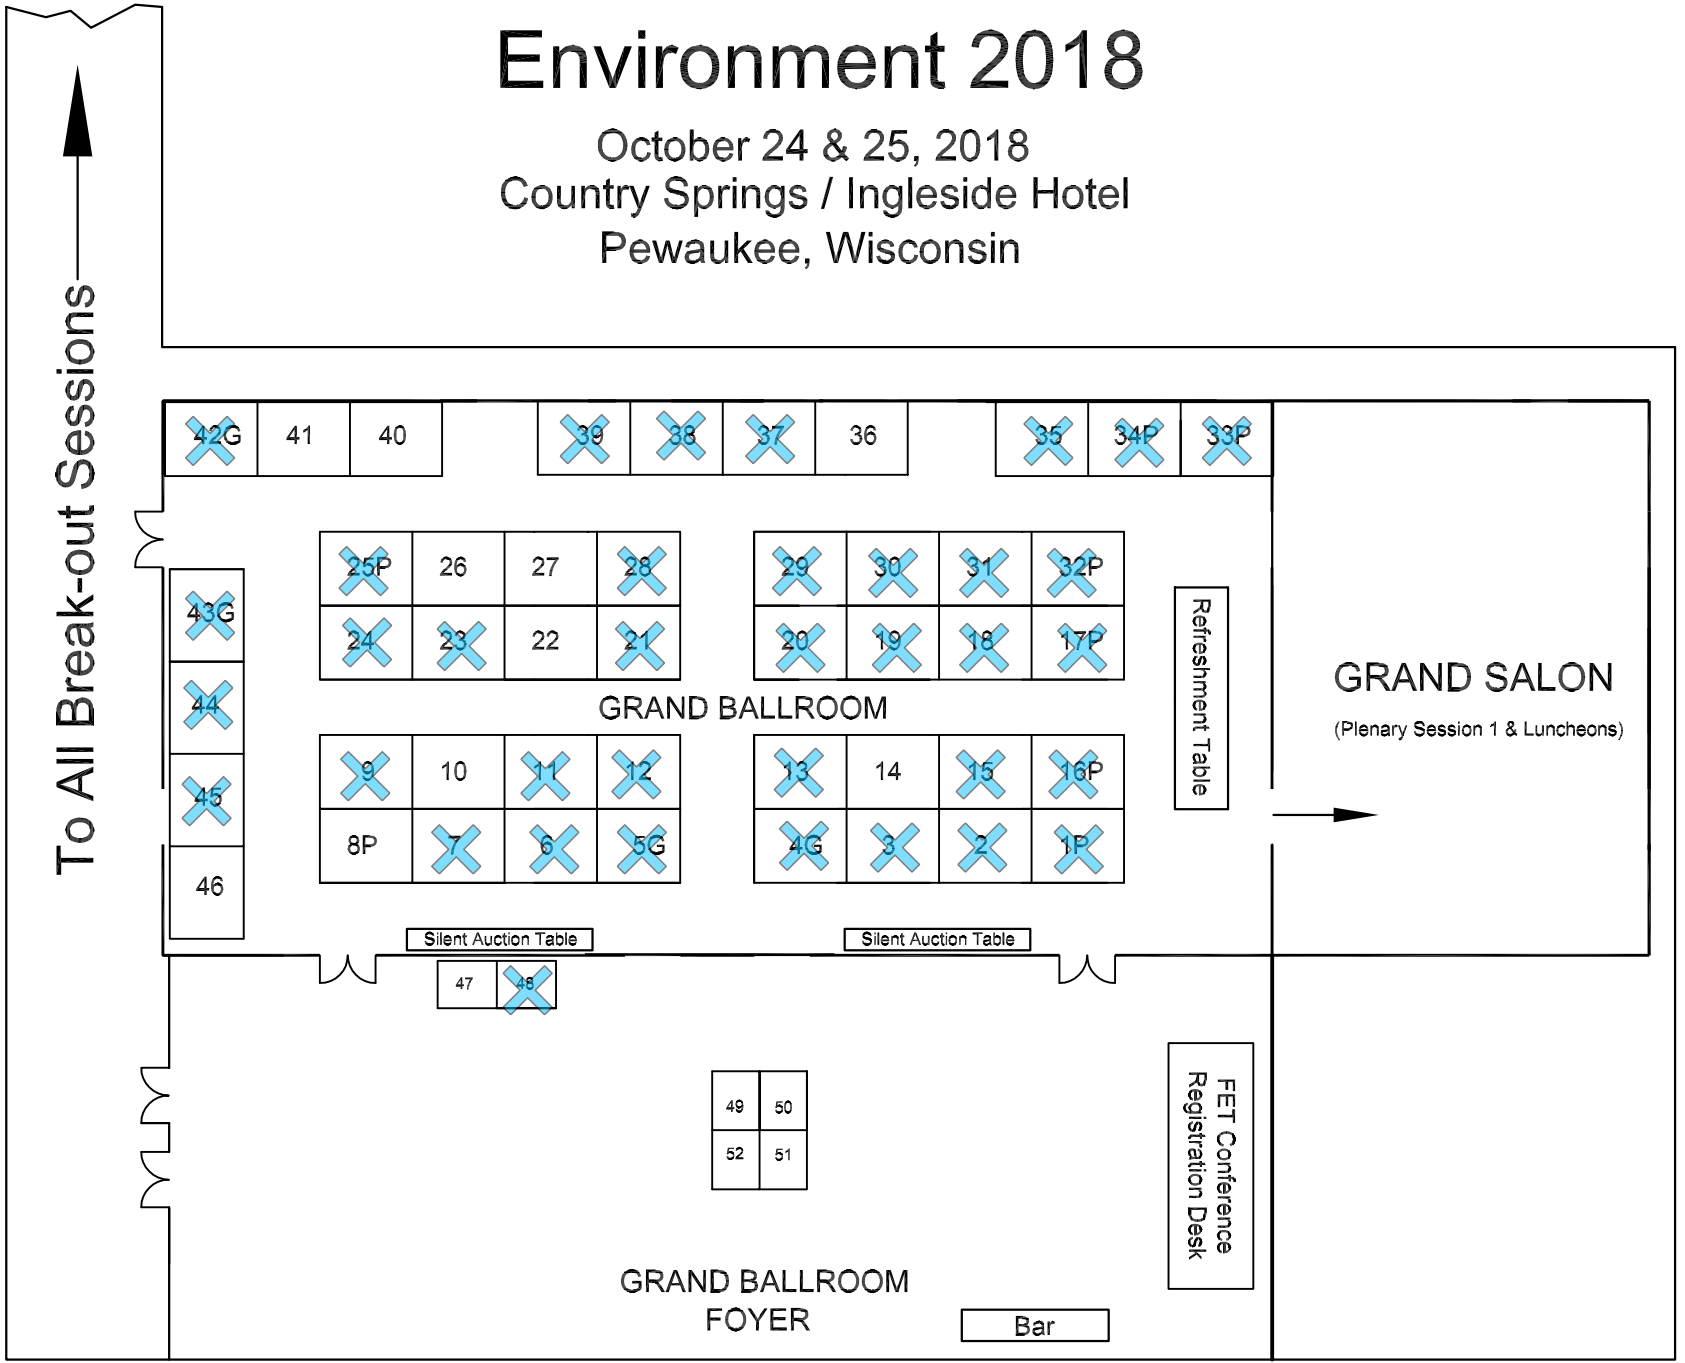 Environment 2018
October 24 & 25, 2018
Country Springs / Ingleside Hotel
Pewaukee, Wisconsin
To All Break-out Sessions
42G 41 40 39 38 37 36 35 34P 33P
25P 26 27 28 29 30 31 32P
24 23 22 21 20 19 18 17P
43G
44
45
46
GRAND BALLROOM
9 10 11 12 13 14 15 16P
8P 7 6 5G 4G 3 2 1P
Refreshment Table
GRAND SALON
(Plenary Session 1 & Luncheons)
Silent Auction Table
Silent Auction Table
47 48
49 50
52 51
FET Conference
Registration Desk
GRAND BALLROOM
FOYER
Bar